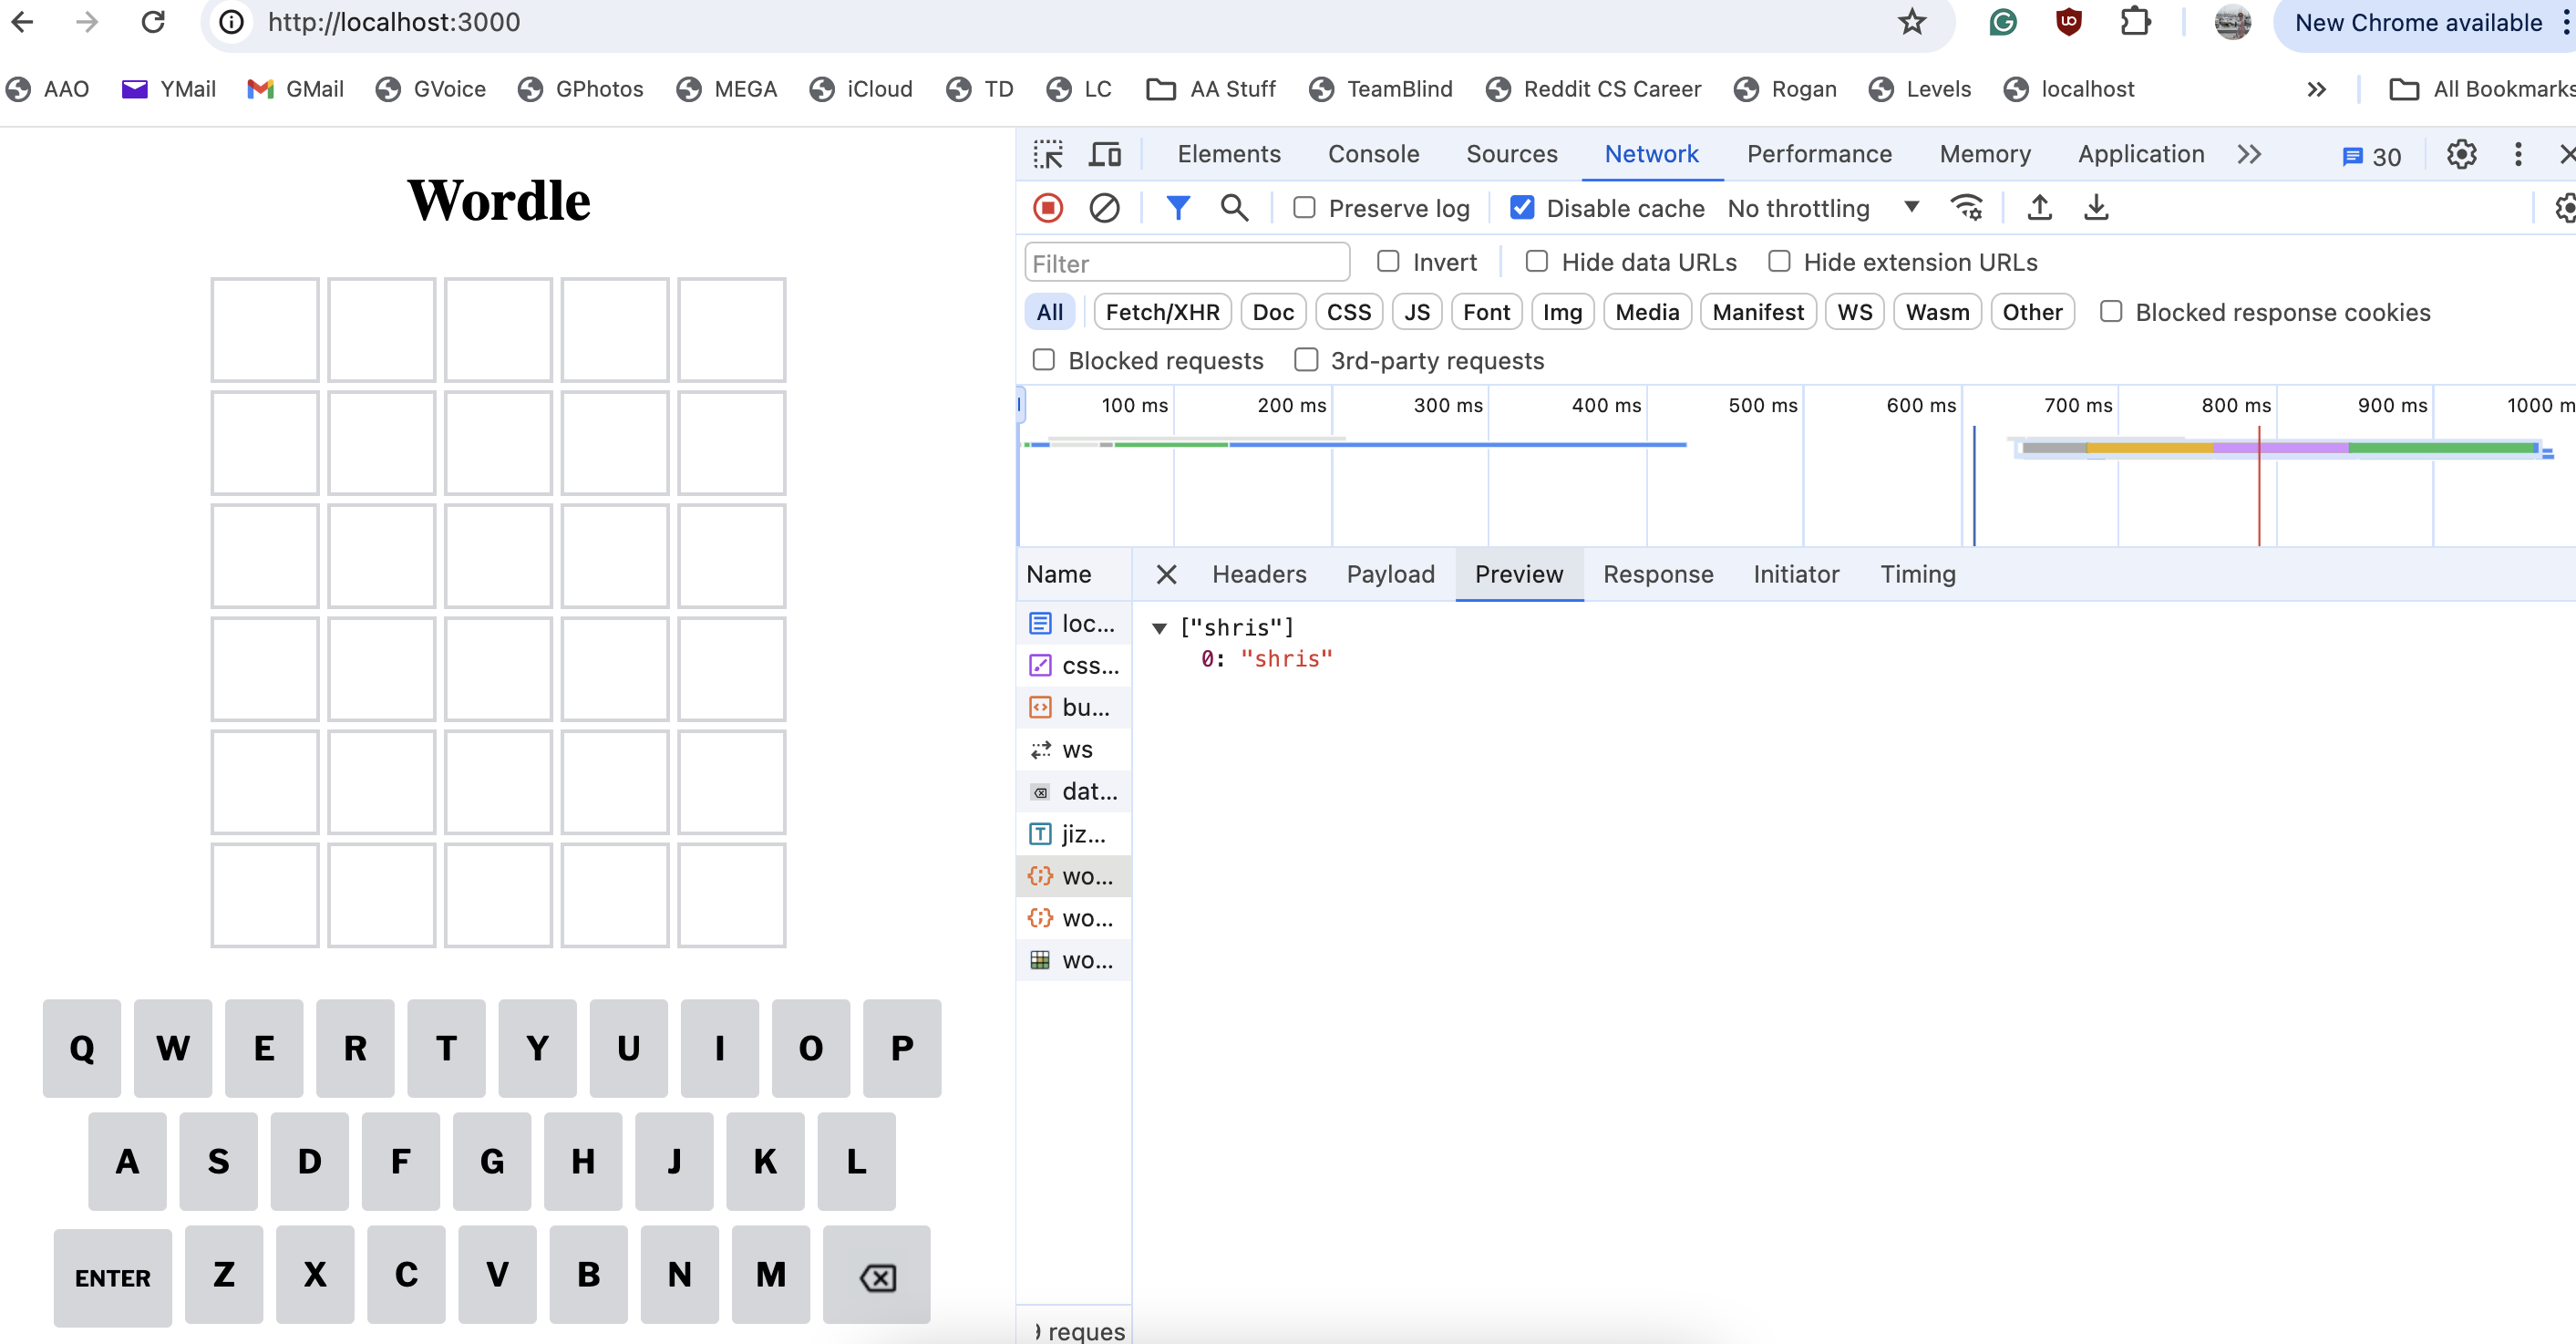 http://localhost:3000
New Chrome available
AAO YMail GMail GVoice GPhotos MEGA iCloud TD LC AA Stuff TeamBlind Reddit CS Career Rogan Levels localhost » All Bookmarks
Wordle
Q W E R T Y U I O P
A S D F G H J K L
ENTER Z X C V B N M
Elements Console Sources Network Performance Memory Application 30
Preserve log Disable cache No throttling
Filter Invert Hide data URLs Hide extension URLs
All Fetch/XHR Doc CSS JS Font Img Media Manifest WS Wasm Other Blocked response cookies
Blocked requests 3rd-party requests
100 ms 200 ms 300 ms 400 ms 500 ms 600 ms 700 ms 800 ms 900 ms 1000 m
Name Headers Payload Preview Response Initiator Timing
loc...
css...
bu...
ws
dat...
jiz...
wo...
wo...
wo...
reques
["shris"]
0: "shris"